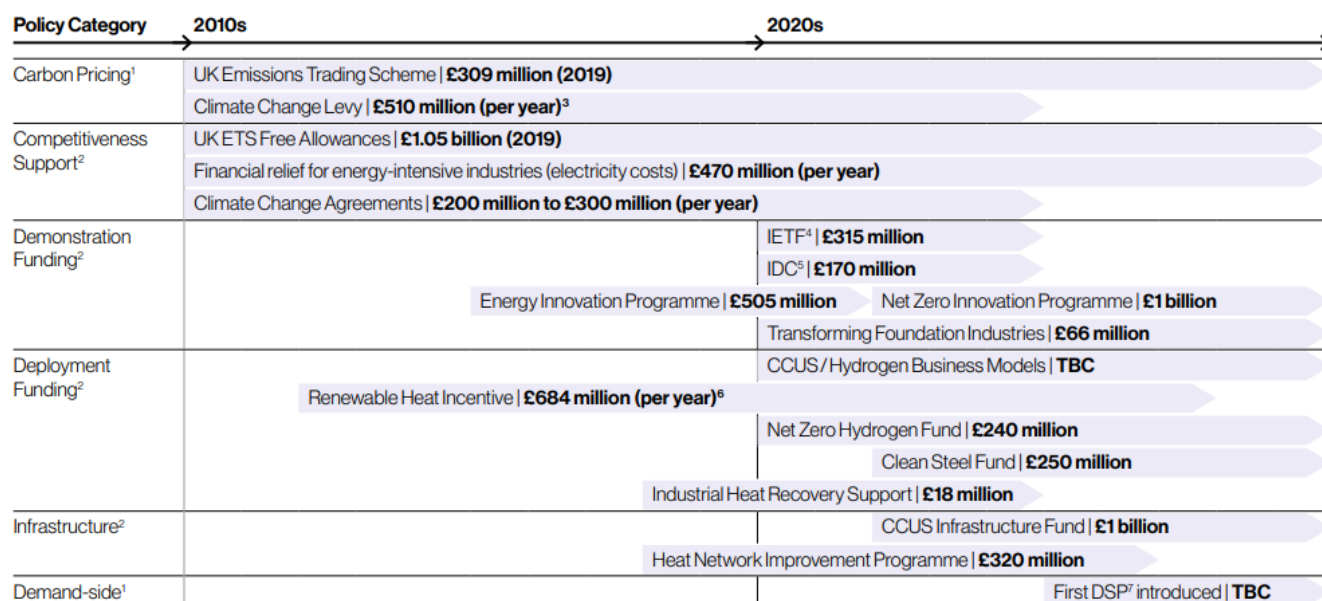 Policy Category 2010s 2020s
Carbon Pricing¹ UK Emissions Trading Scheme | £309 million (2019)
Climate Change Levy | £510 million (per year)³
Competitiveness UK ETS Free Allowances | £1.05 billion (2019)
Support² Financial relief for energy-intensive industries (electricity costs) | £470 million (per year)
Climate Change Agreements | £200 million to £300 million (per year)
Demonstration IETF⁴ | £315 million
Funding² IDC⁵ | £170 million
Energy Innovation Programme | £505 million Net Zero Innovation Programme | £1 billion
Transforming Foundation Industries | £66 million
Deployment CCUS/Hydrogen Business Models | TBC
Funding² Renewable Heat Incentive | £684 million (per year)⁶
Net Zero Hydrogen Fund | £240 million
Clean Steel Fund | £250 million
Industrial Heat Recovery Support | £18 million
Infrastructure² CCUS Infrastructure Fund | £1 billion
Heat Network Improvement Programme | £320 million
Demand-side¹ First DSP⁷ introduced | TBC